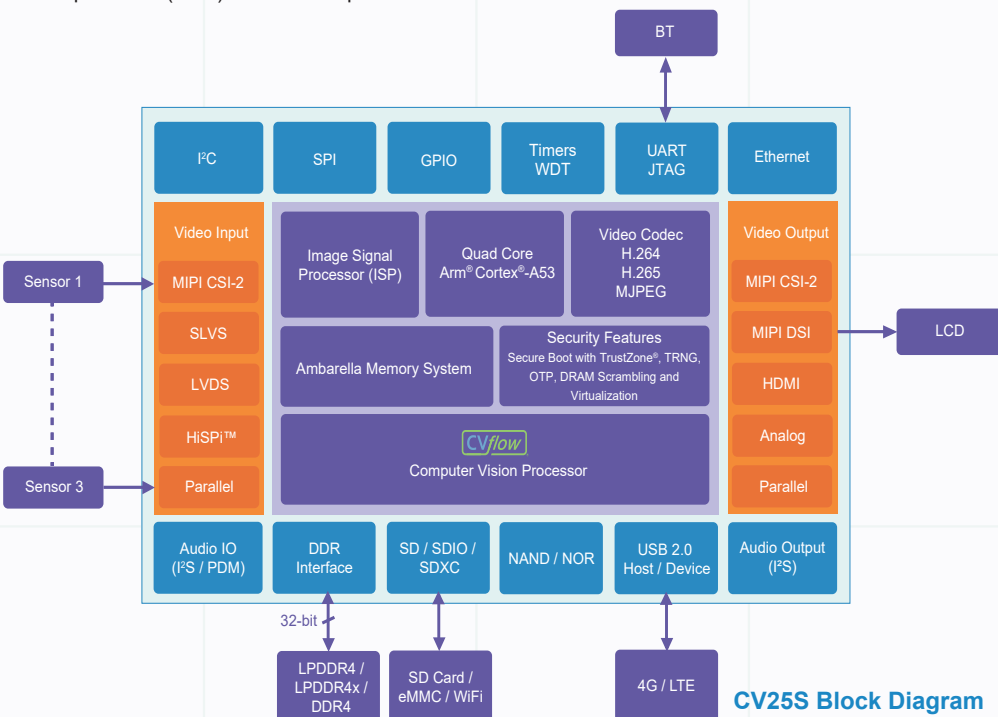 BT
I²C
SPI
GPIO
Timers
WDT
UART
JTAG
Ethernet
Video Input
MIPI CSI-2
SLVS
LVDS
HiSPi™
Parallel
Image Signal
Processor (ISP)
Quad Core
Arm® Cortex®-A53
Video Codec
H.264
H.265
MJPEG
Ambarella Memory System
Security Features
Secure Boot with TrustZone®, TRNG,
OTP, DRAM Scrambling and
Virtualization
CVflow
Computer Vision Processor
Video Output
MIPI CSI-2
MIPI DSI
HDMI
Analog
Parallel
Sensor 1
Sensor 3
LCD
Audio IO
(I²S / PDM)
DDR
Interface
SD / SDIO /
SDXC
NAND / NOR
USB 2.0
Host / Device
Audio Output
(I²S)
32-bit
LPDDR4 /
LPDDR4x /
DDR4
SD Card /
eMMC / WiFi
4G / LTE
CV25S Block Diagram